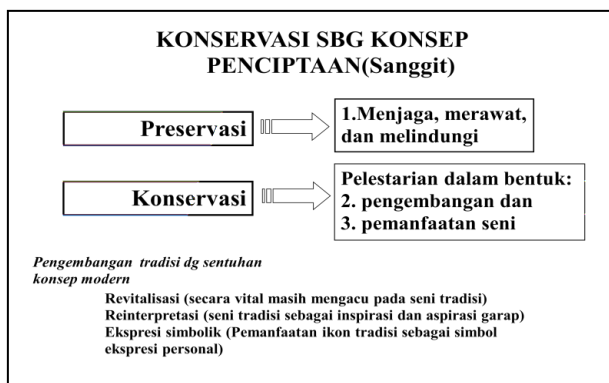 KONSERVASI SBG KONSEP
PENCIPTAAN(Sanggit)
Preservasi
1.Menjaga, merawat,
dan melindungi
Konservasi
Pelestarian dalam bentuk:
2. pengembangan dan
3. pemanfaatan seni
Pengembangan tradisi dg sentuhan
konsep modern
Revitalisasi (secara vital masih mengacu pada seni tradisi)
Reinterpretasi (seni tradisi sebagai inspirasi dan aspirasi garap)
Ekspresi simbolik (Pemanfaatan ikon tradisi sebagai simbol
ekspresi personal)